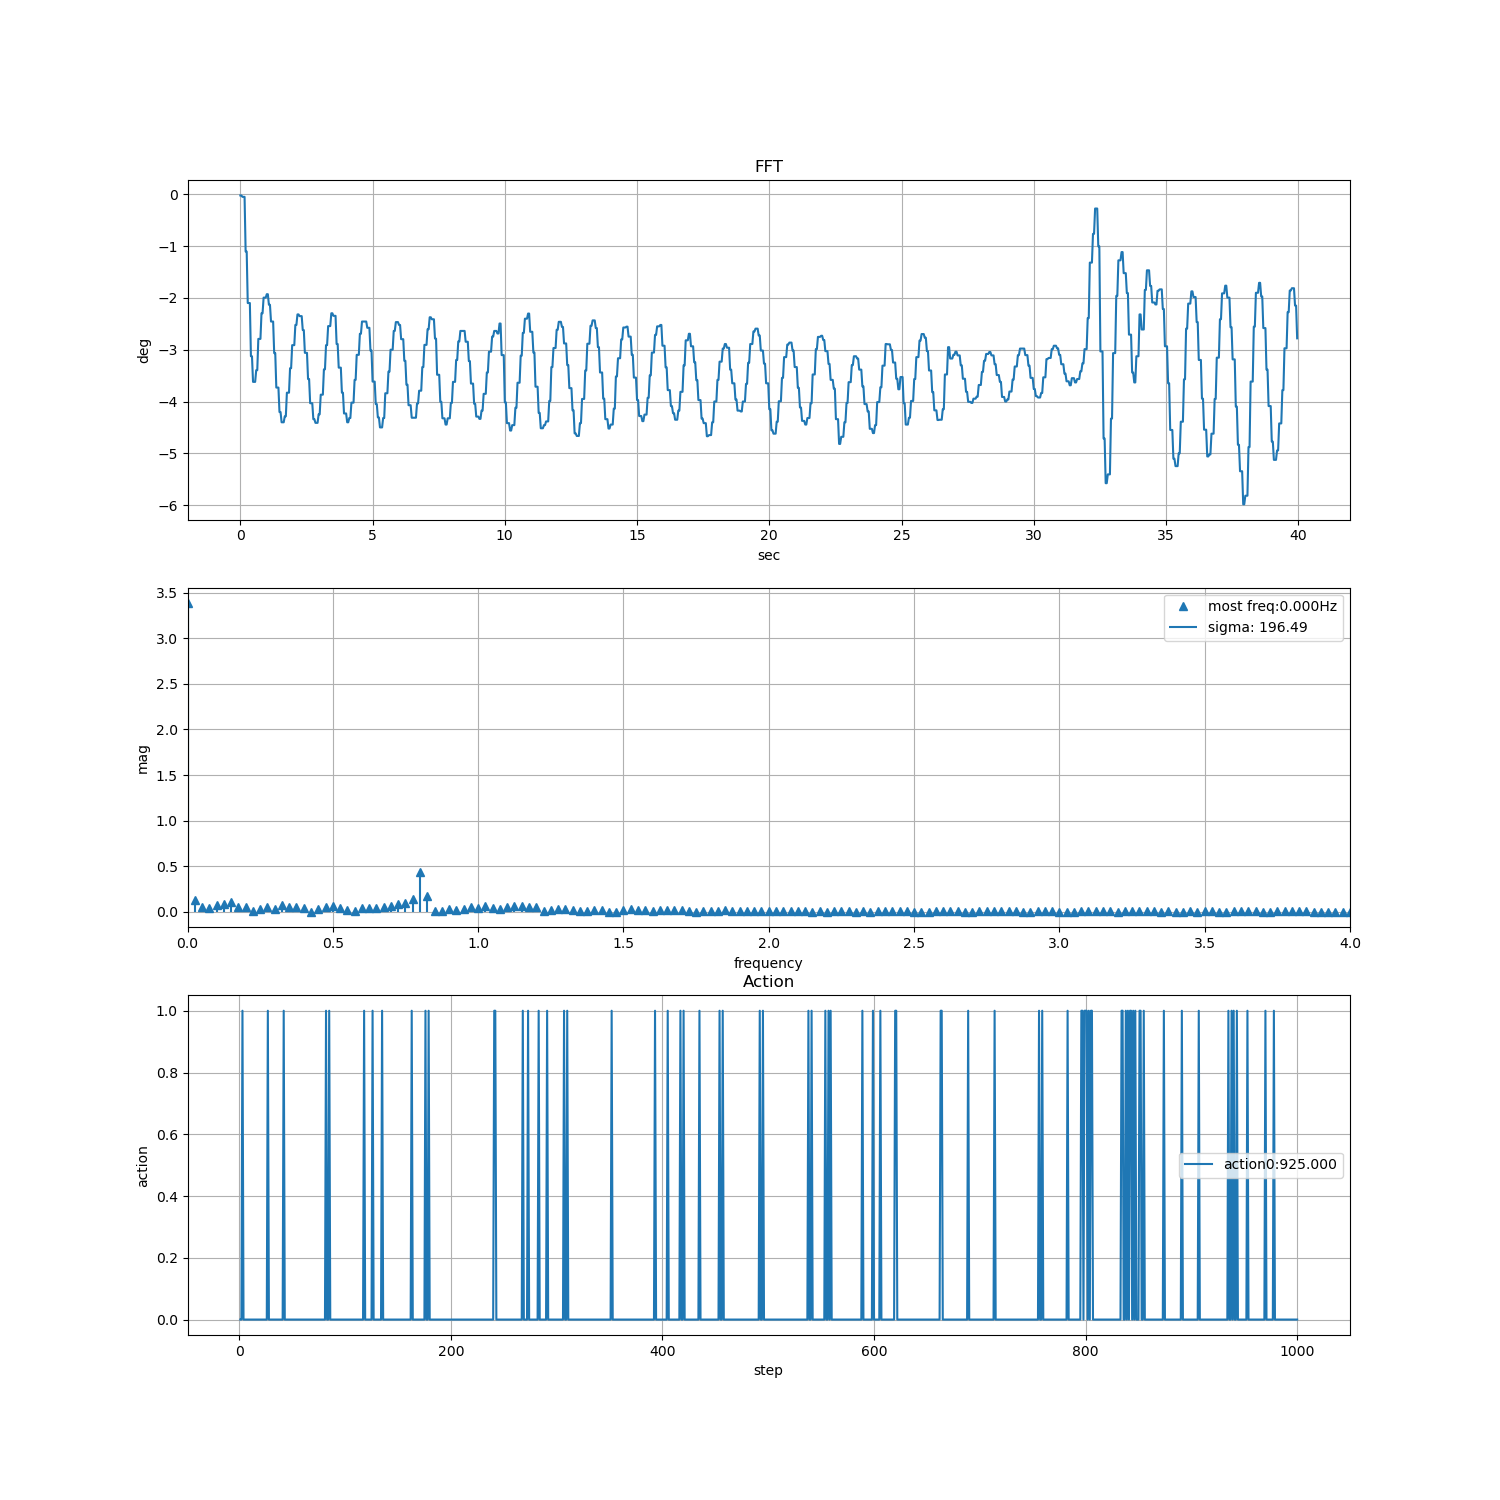 FFT
0
−1
−2
−3
−4
−5
−6
deg
0 5 10 15 20 25 30 35 40
sec
3.5
3.0
2.5
2.0
1.5
1.0
0.5
0.0
mag
most freq:0.000Hz
sigma: 196.49
0.0 0.5 1.0 1.5 2.0 2.5 3.0 3.5 4.0
frequency
Action
1.0
0.8
0.6
0.4
0.2
0.0
action
action0:925.000
0 200 400 600 800 1000
step